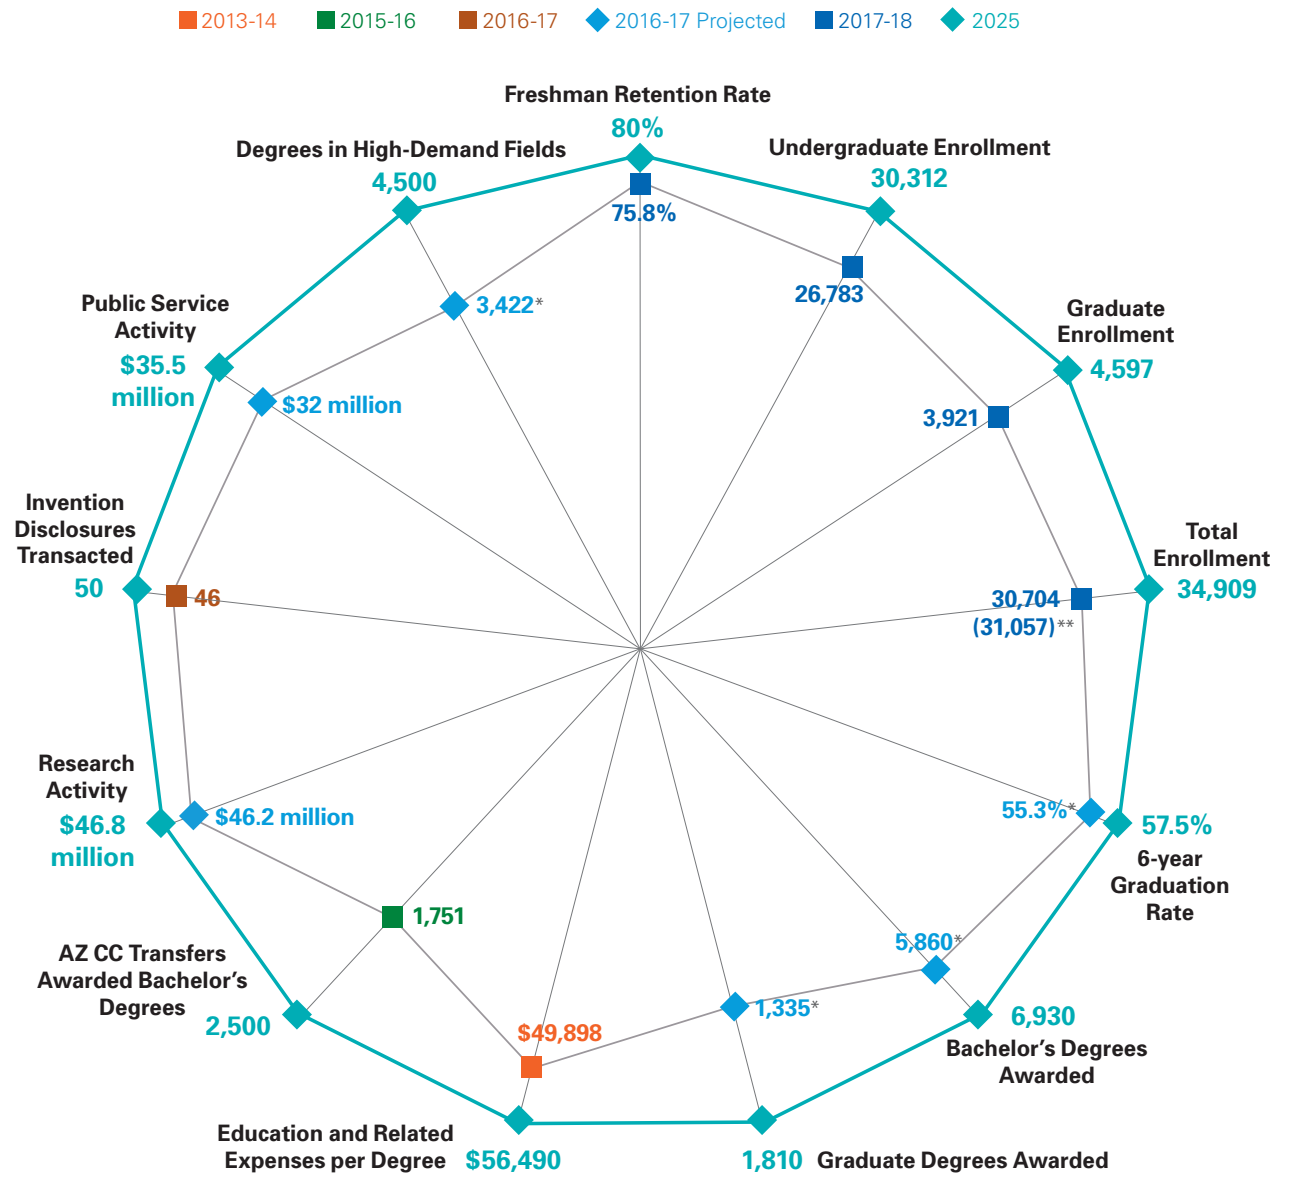 2013-14 2015-16 2016-17 2016-17 Projected 2017-18 2025
Freshman Retention Rate
80%
75.8%
Undergraduate Enrollment
30,312
26,783
Graduate
Enrollment
4,597
3,921
Total
Enrollment
34,909
30,704
(31,057)**
55.3%*
57.5%
6-year
Graduation
Rate
5,860*
6,930
Bachelor’s Degrees
Awarded
1,335*
1,810 Graduate Degrees Awarded
$49,898
Education and Related
Expenses per Degree $56,490
1,751
AZ CC Transfers
Awarded Bachelor’s
Degrees
2,500
Research
Activity
$46.8
million
$46.2 million
Invention
Disclosures
Transacted
50
46
Public Service
Activity
$35.5
million
$32 million
Degrees in High-Demand Fields
4,500
3,422*